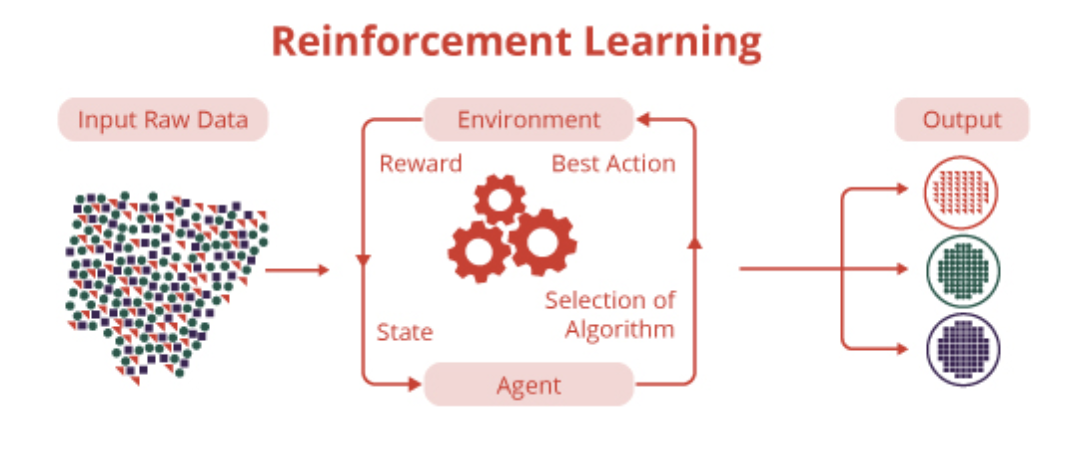 Reinforcement Learning
Input Raw Data
Environment
Output
Reward
Best Action
Selection of
Algorithm
State
Agent